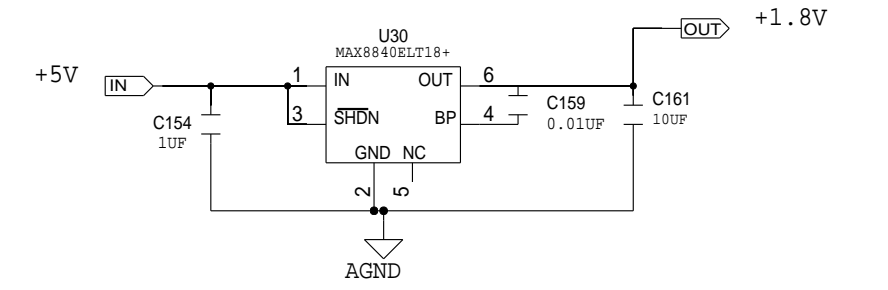 +1.8V
OUT
U30
MAX8840ELT18+
+5V
IN
1
IN
OUT
6
C154
1UF
3
SHDN
BP
4
C159
0.01UF
C161
10UF
GND
NC
2
5
AGND